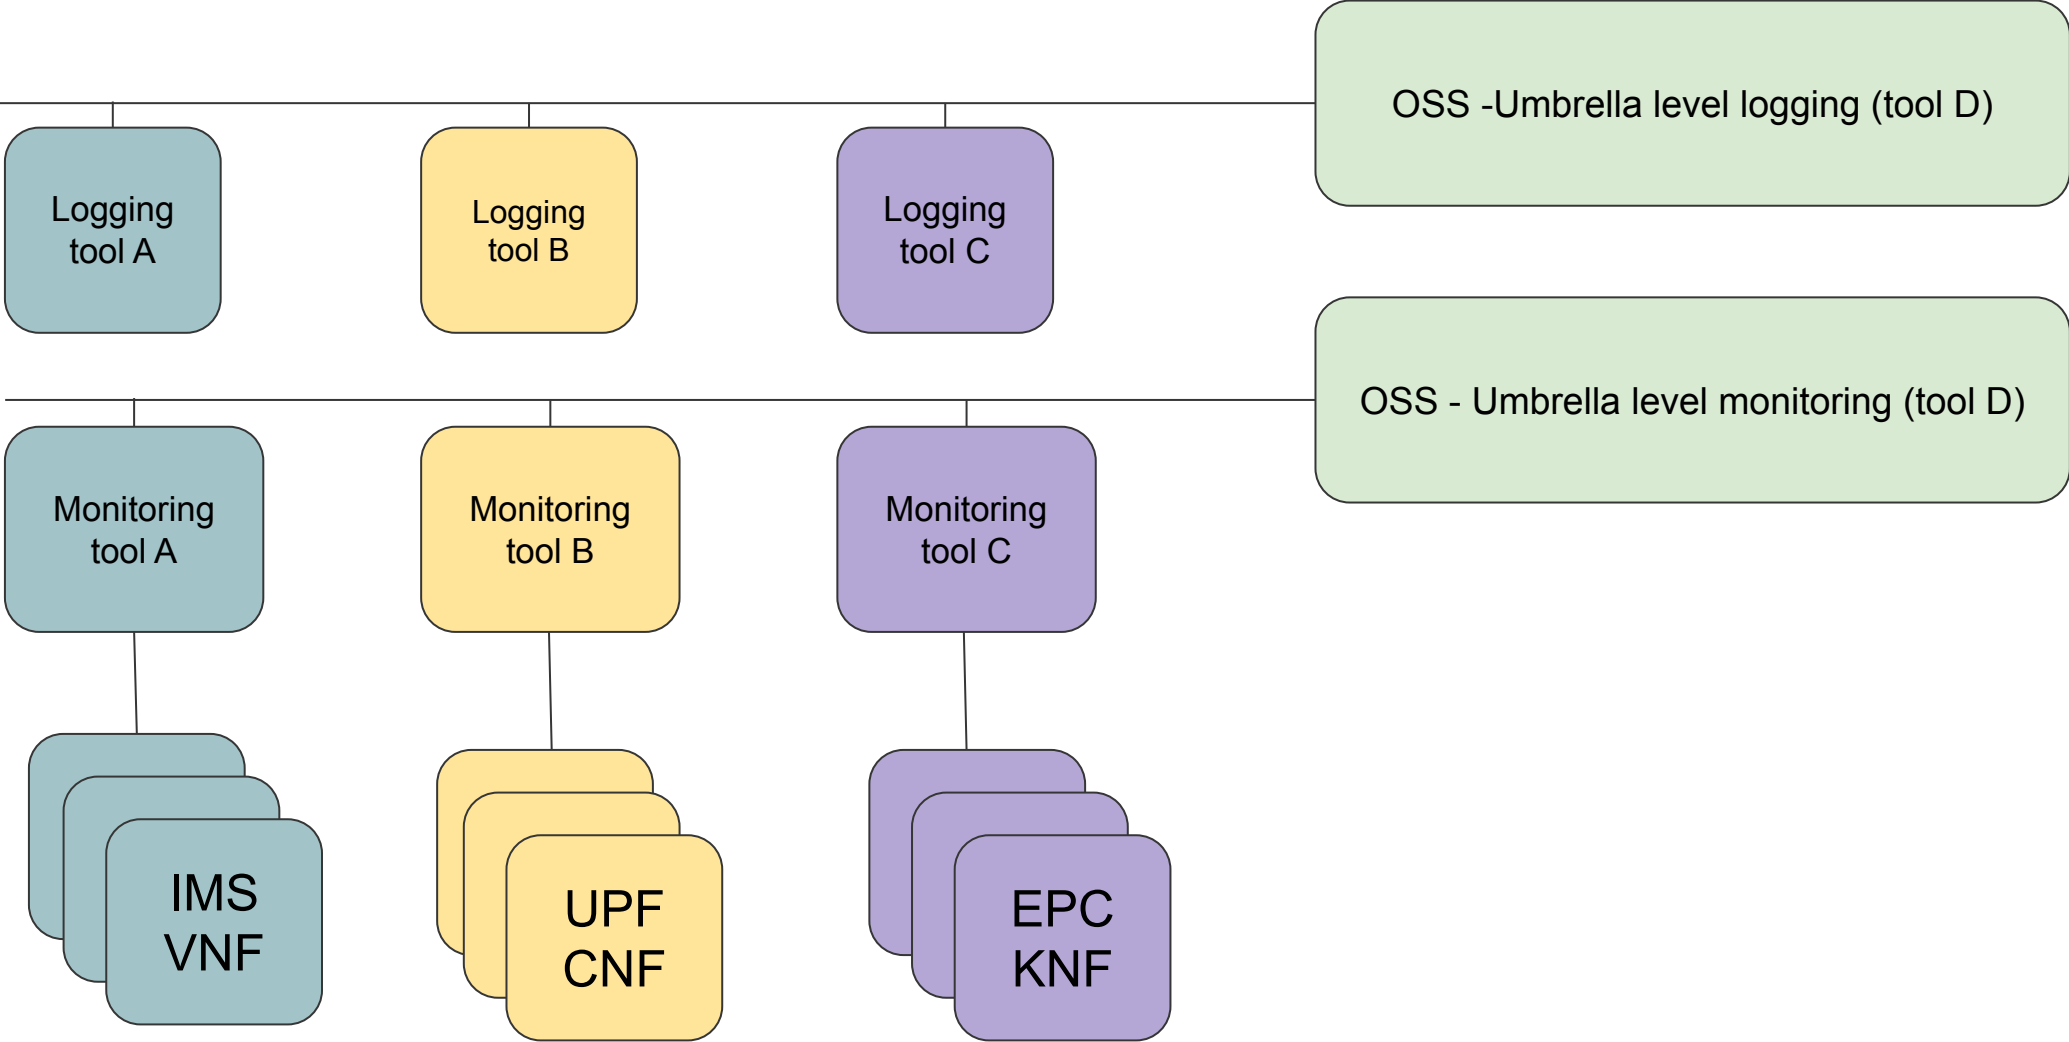 OSS -Umbrella level logging (tool D)
Logging
tool A
Logging
tool B
Logging
tool C
OSS - Umbrella level monitoring (tool D)
Monitoring
tool A
Monitoring
tool B
Monitoring
tool C
IMS
VNF
UPF
CNF
EPC
KNF